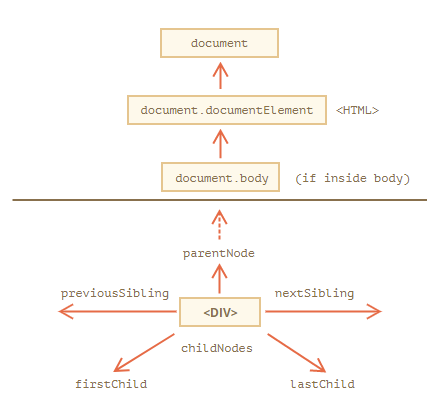 document
document.documentElement <HTML>
document.body (if inside body)
parentNode
previousSibling nextSibling
<DIV>
childNodes
firstChild lastChild